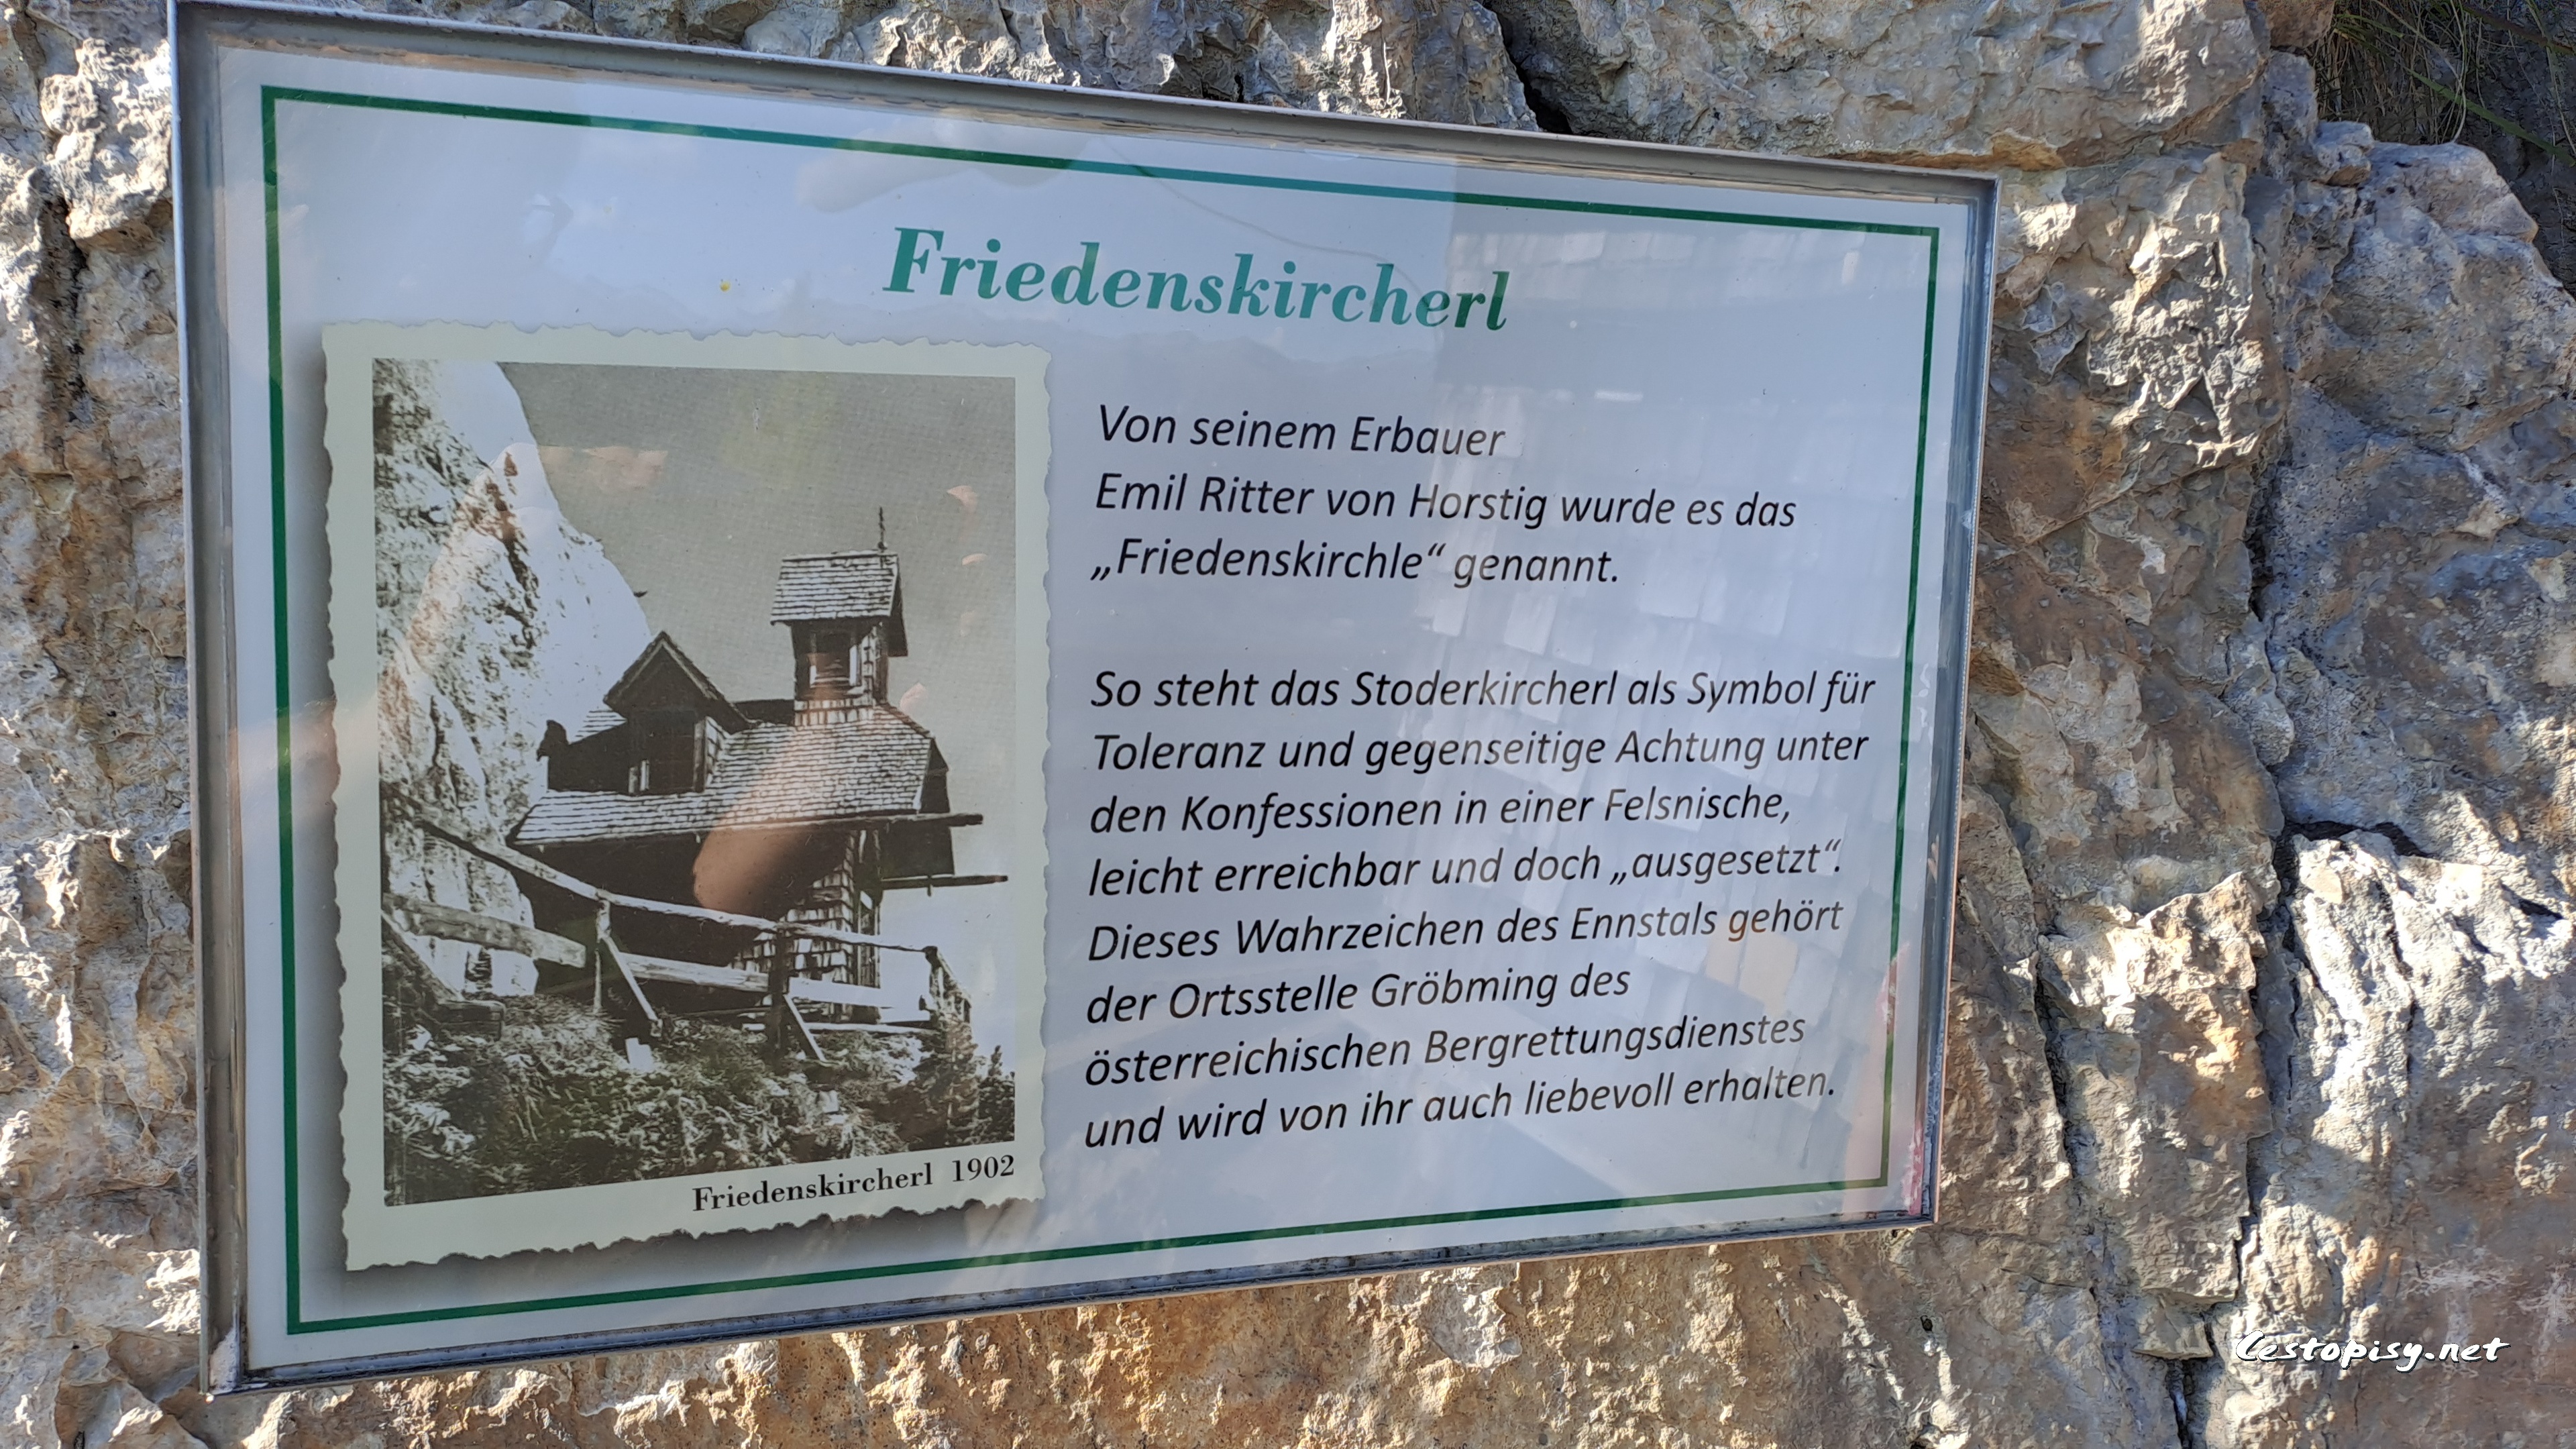 Friedenskircherl
Von seinem Erbauer
Emil Ritter von Horstig wurde es das
„Friedenskirchle“ genannt.
So steht das Stoderkircherl als Symbol für
Toleranz und gegenseitige Achtung unter
den Konfessionen in einer Felsnische,
leicht erreichbar und doch „ausgesetzt“.
Dieses Wahrzeichen des Ennstals gehört
der Ortsstelle Gröbming des
österreichischen Bergrettungsdienstes
und wird von ihr auch liebevoll erhalten.
Friedenskircherl 1902
Cestopisy.net